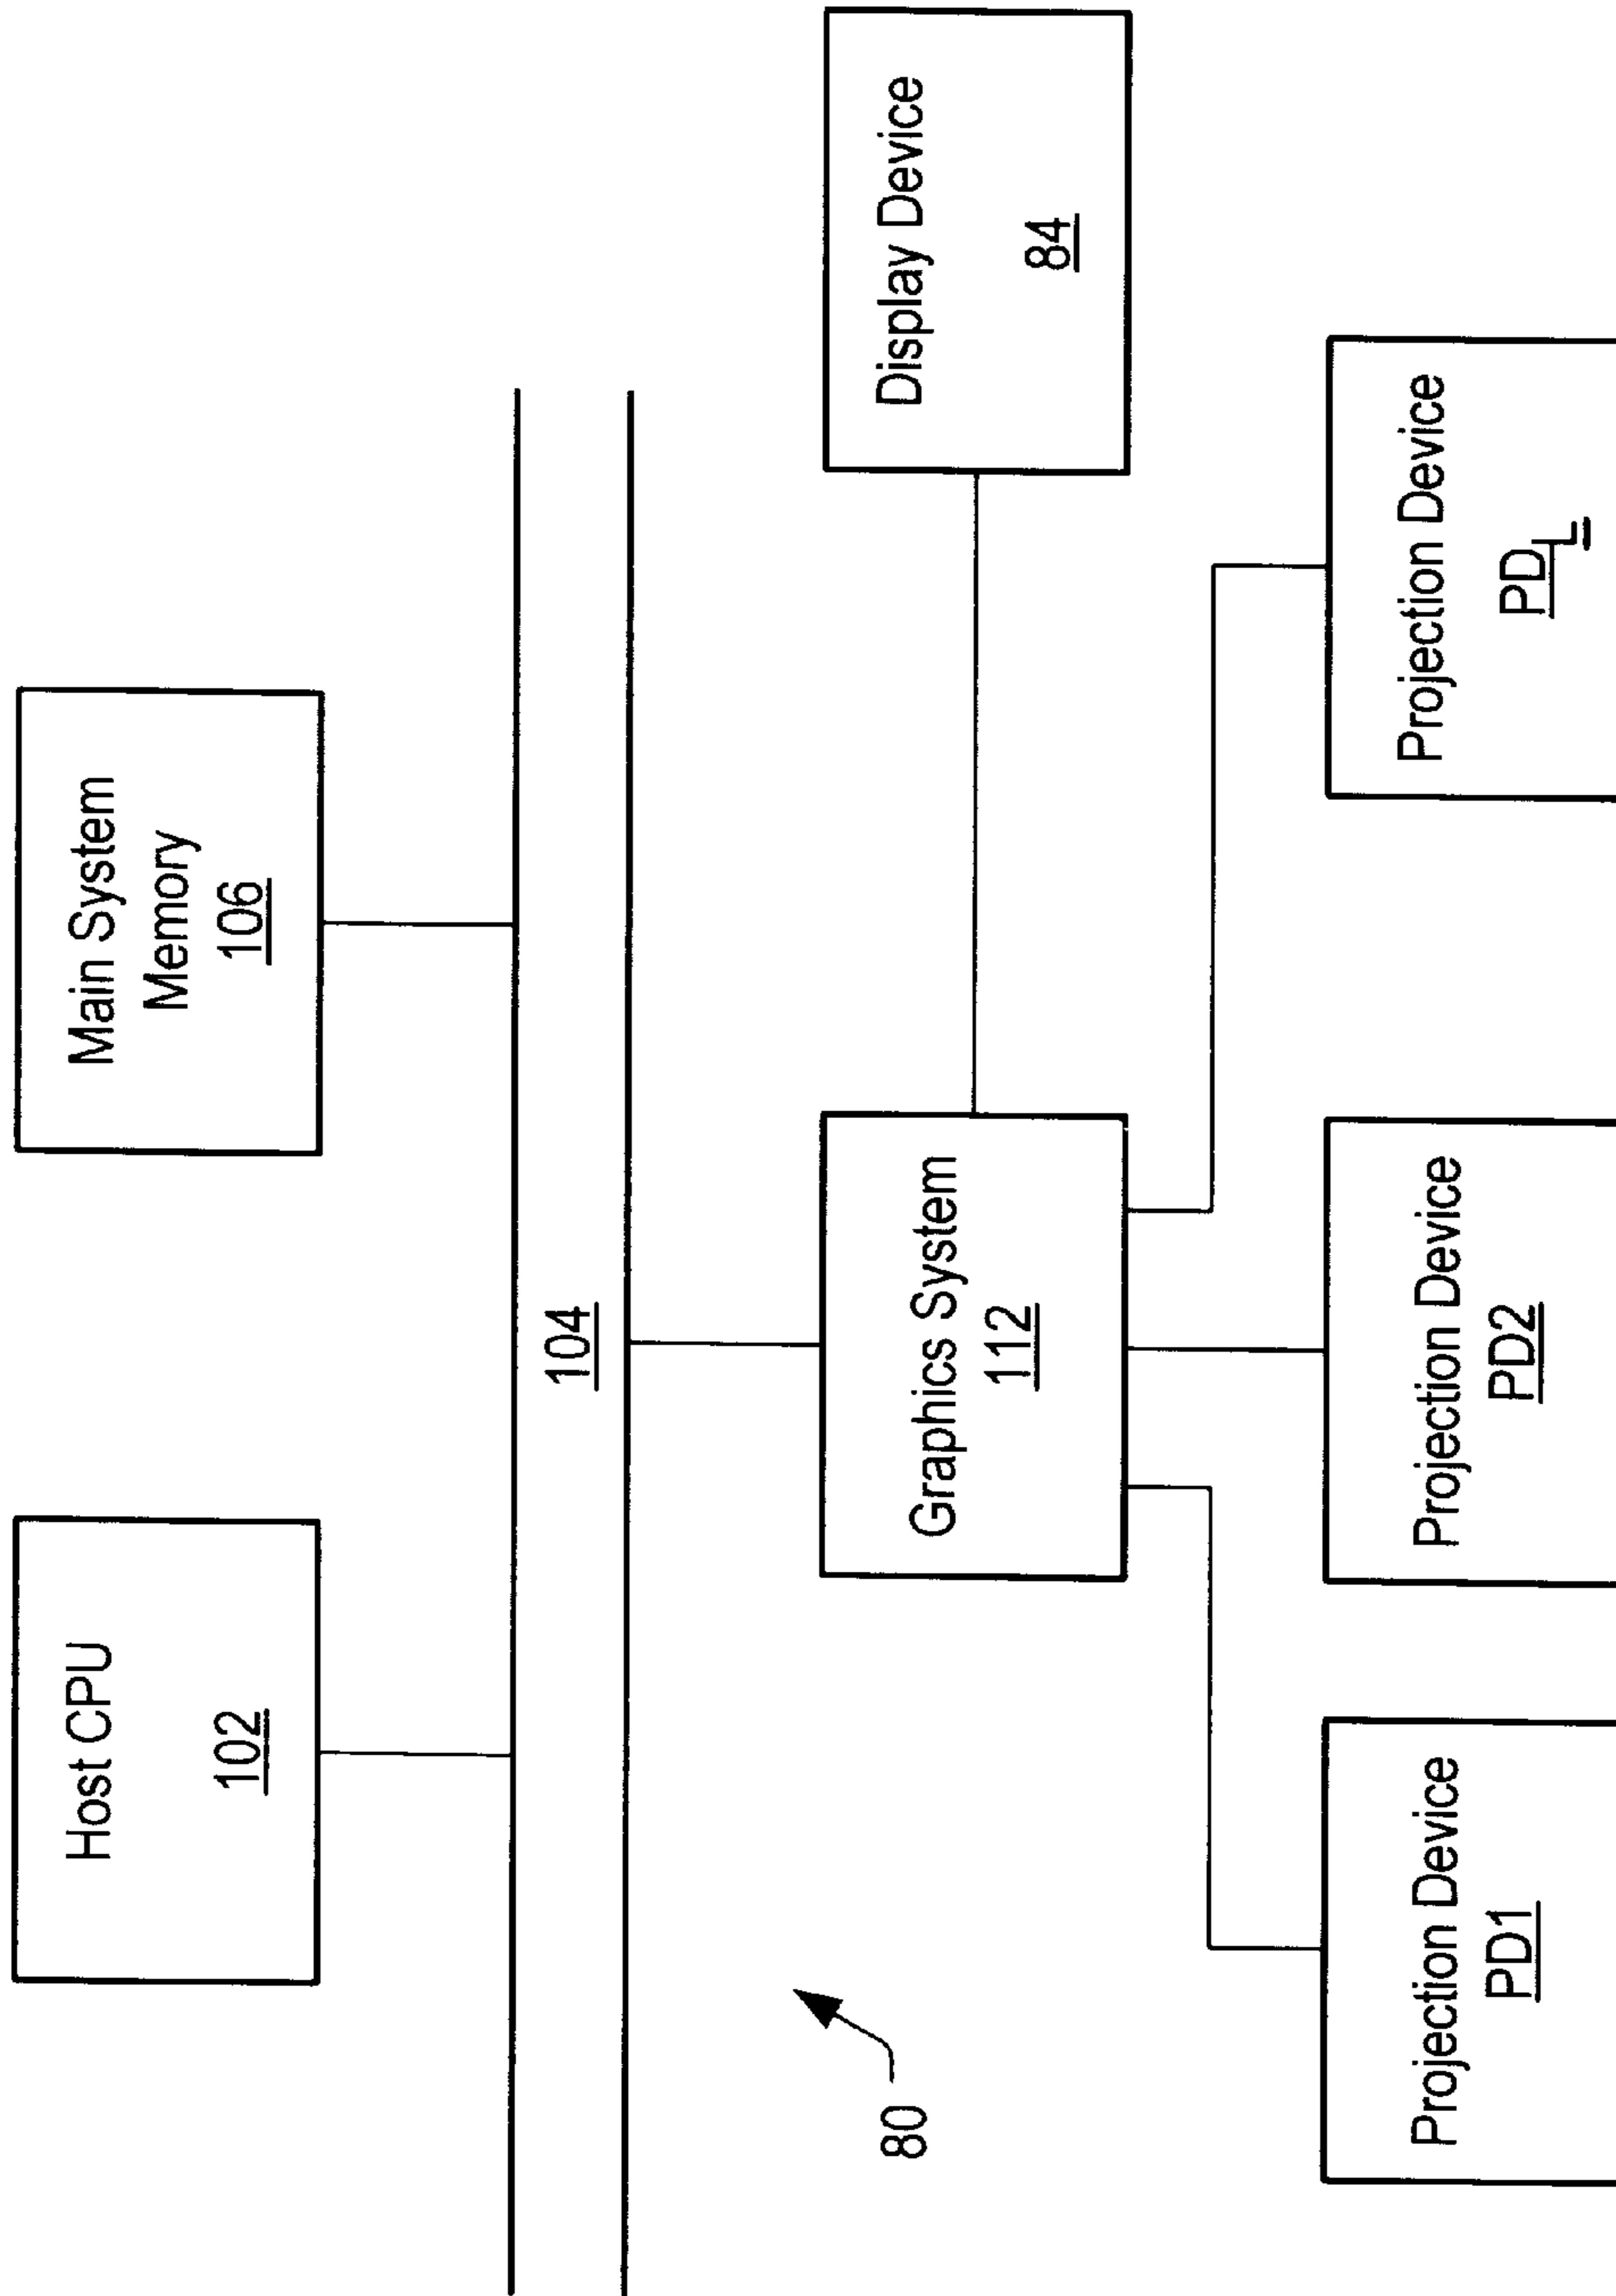 Host CPU
102
Main System
Memory
106
104
80
Graphics System
112
Display Device
84
Projection Device
PD1
Projection Device
PD2
Projection Device
PD_L